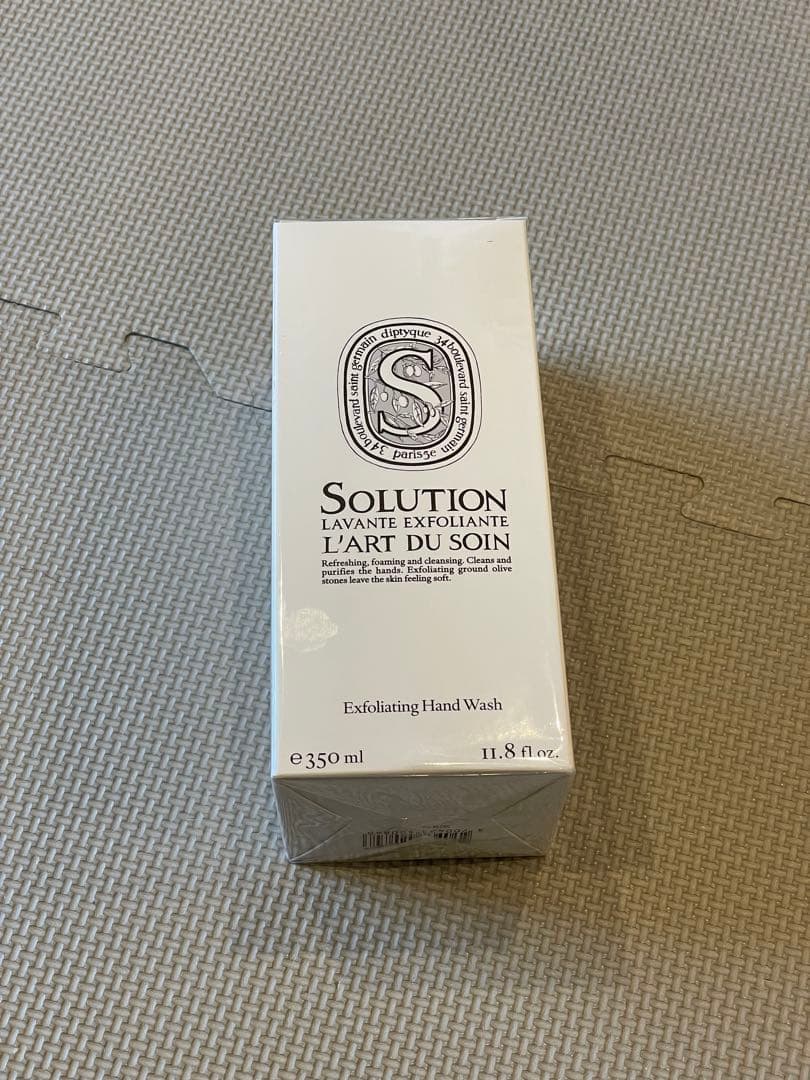 diptyque 34 boulevard saint germain paris5e 34 boulevard saint germain
S
SOLUTION
LAVANTE EXFOLIANTE
L'ART DU SOIN
Refreshing, foaming and cleansing. Cleans and
purifies the hands. Exfoliating ground olive
stones leave the skin feeling soft.
Exfoliating Hand Wash
e 350 ml 11.8 fl oz.